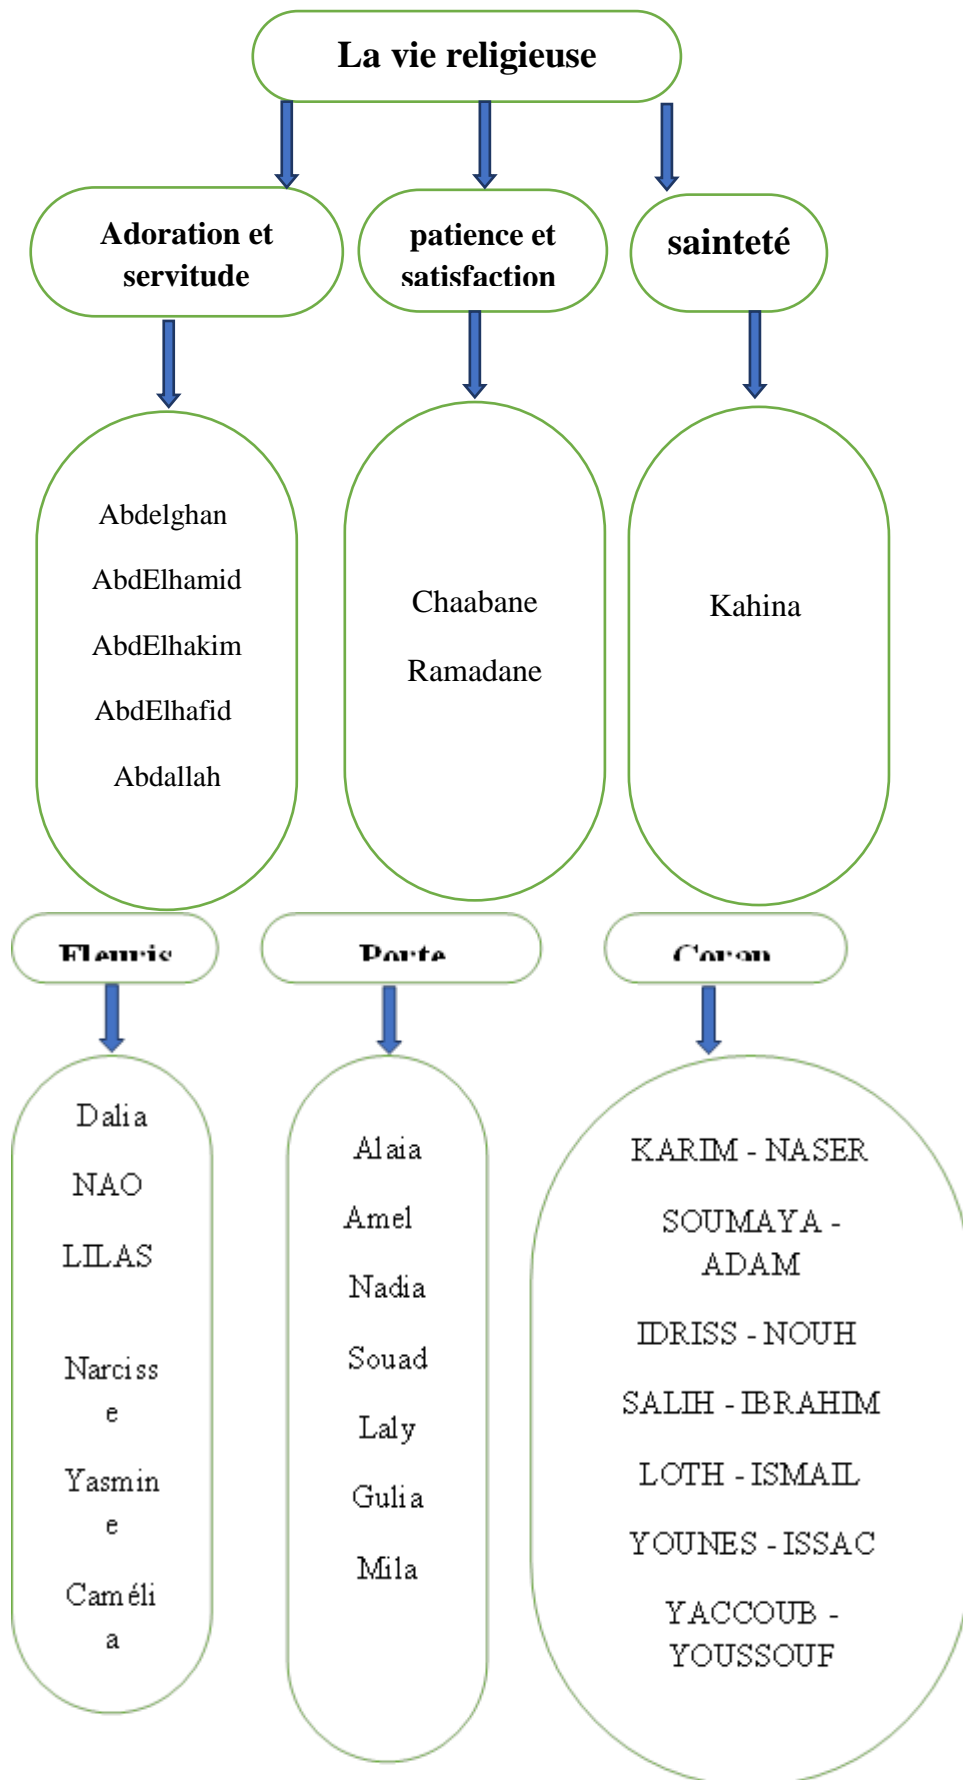 La vie religieuse
Adoration et
servitude
patience et
satisfaction
sainteté
Abdelghan
AbdElhamid
AbdElhakim
AbdElhafid
Abdallah
Chaabane
Ramadane
Kahina
Fleuris
Porte
Coran
Dalia
NAO
LILAS
Narciss
e
Yasmin
e
Caméli
a
Alaia
Amel
Nadia
Souad
Laly
Gulia
Mila
KARIM - NASER
SOUMAYA -
ADAM
IDRISS - NOUH
SALIH - IBRAHIM
LOTH - ISMAIL
YOUNES - ISSAC
YACCOUB -
YOUSSOUF